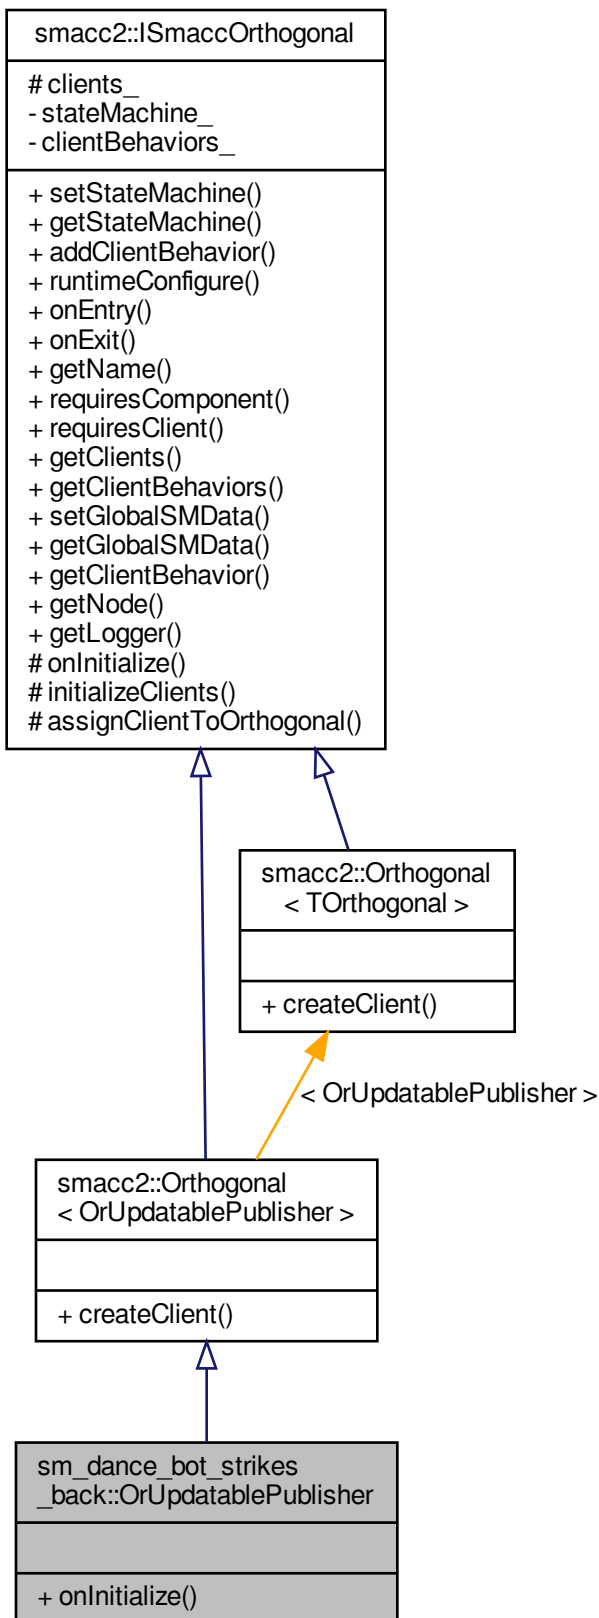 smacc2::ISmaccOrthogonal
# clients_
- stateMachine_
- clientBehaviors_
+ setStateMachine()
+ getStateMachine()
+ addClientBehavior()
+ runtimeConfigure()
+ onEntry()
+ onExit()
+ getName()
+ requiresComponent()
+ requiresClient()
+ getClients()
+ getClientBehaviors()
+ setGlobalSMData()
+ getGlobalSMData()
+ getClientBehavior()
+ getNode()
+ getLogger()
# onInitialize()
# initializeClients()
# assignClientToOrthogonal()
smacc2::Orthogonal
< TOrthogonal >
+ createClient()
< OrUpdatablePublisher >
smacc2::Orthogonal
< OrUpdatablePublisher >
+ createClient()
sm_dance_bot_strikes
_back::OrUpdatablePublisher
+ onInitialize()